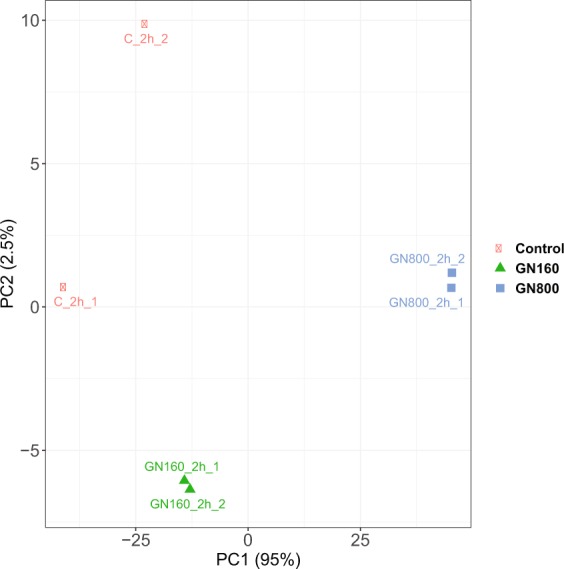 10
C_2h_2
5
GN800_2h_2
Control
GN160
PC2 (2.5%)
GN800
C_2h_1
GN800_2h_1
0
GN160_2h_1
−5
GN160_2h_2
−25
0
25
PC1 (95%)